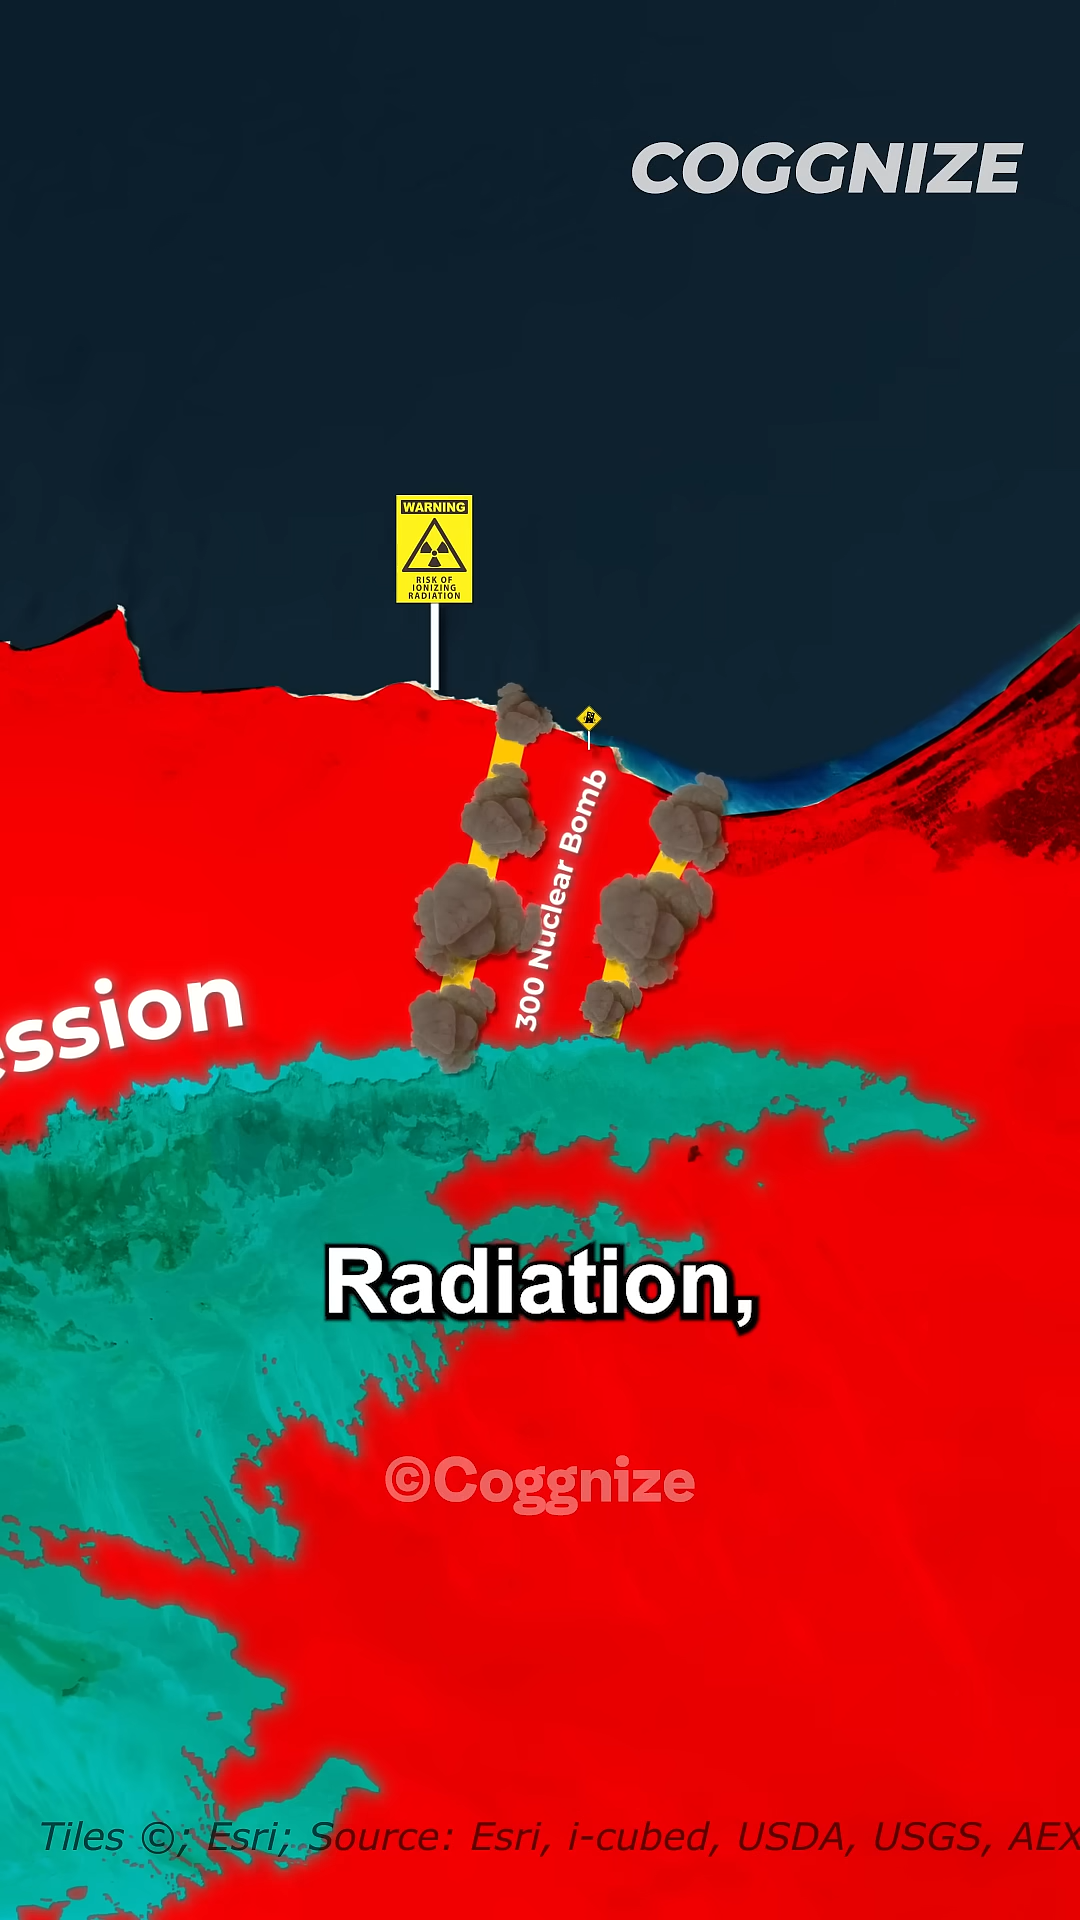 COGGNIZE
WARNING
RISK OF
IONIZING
RADIATION
300 Nuclear Bomb
ession
Radiation,
©Coggnize
Tiles ©; Esri; Source: Esri, i-cubed, USDA, USGS, AEX